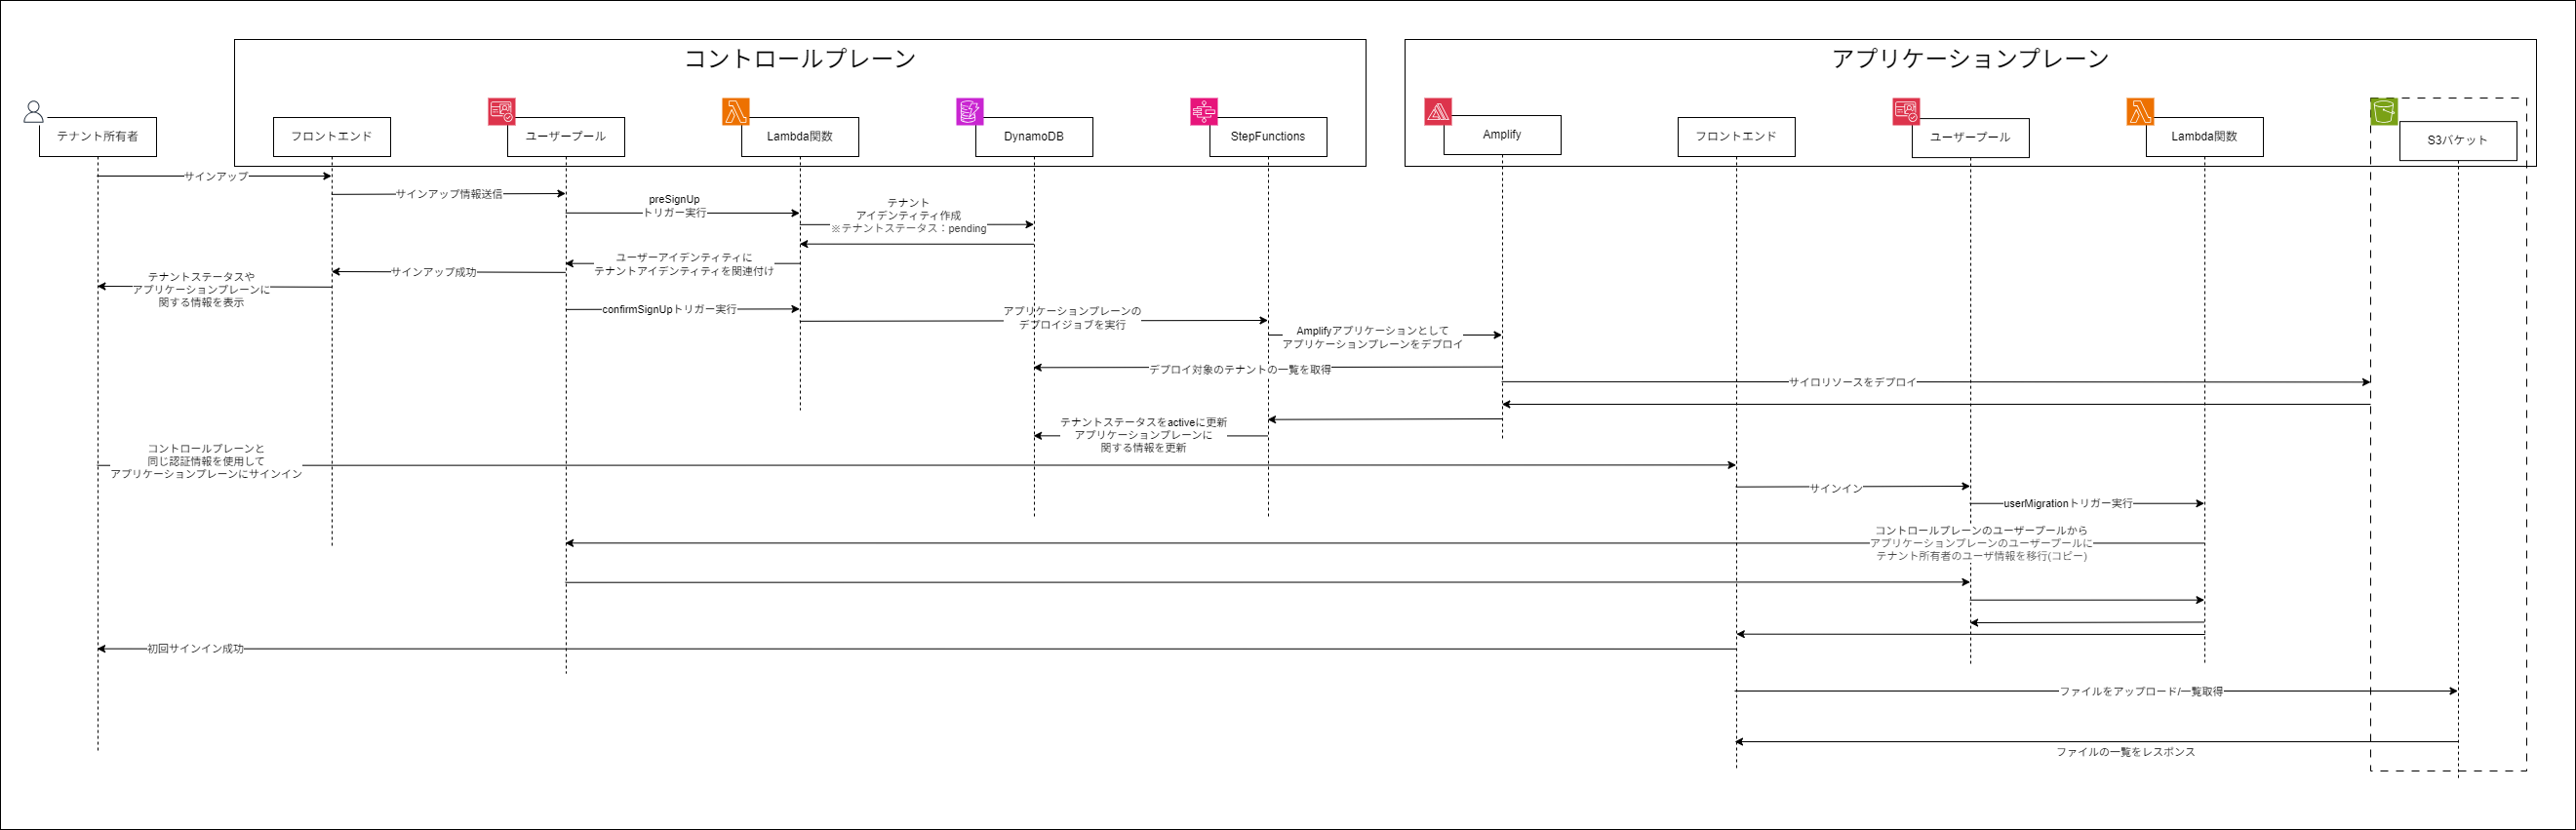 コントロールプレーン
アプリケーションプレーン
テナント所有者
フロントエンド
ユーザープール
Lambda関数
DynamoDB
StepFunctions
Amplify
フロントエンド
ユーザープール
Lambda関数
S3バケット
サインアップ
サインアップ情報送信
preSignUp
トリガー実行
テナント
アイデンティティ作成
※テナントステータス：pending
ユーザーアイデンティティに
テナントアイデンティティを関連付け
サインアップ成功
テナントステータスや
アプリケーションプレーンに
関する情報を表示
confirmSignUpトリガー実行
アプリケーションプレーンの
デプロイジョブを実行
Amplifyアプリケーションとして
アプリケーションプレーンをデプロイ
デプロイ対象のテナントの一覧を取得
サイロリソースをデプロイ
テナントステータスをactiveに更新
アプリケーションプレーンに
関する情報を更新
コントロールプレーンと
同じ認証情報を使用して
アプリケーションプレーンにサインイン
サインイン
userMigrationトリガー実行
コントロールプレーンのユーザープールから
アプリケーションプレーンのユーザープールに
テナント所有者のユーザ情報を移行(コピー)
初回サインイン成功
ファイルをアップロード/一覧取得
ファイルの一覧をレスポンス